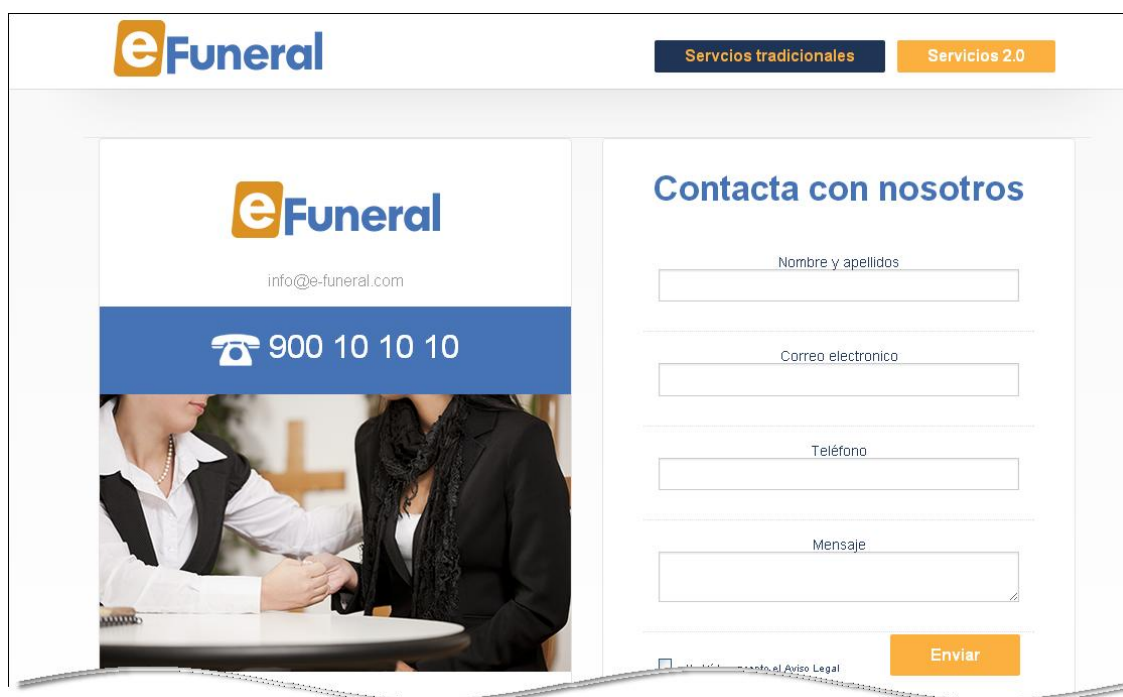 eFuneral
Servcios tradicionales
Servicios 2.0
eFuneral
info@e-funeral.com
900 10 10 10
Contacta con nosotros
Nombre y apellidos
Correo electronico
Teléfono
Mensaje
el Aviso Legal
Enviar